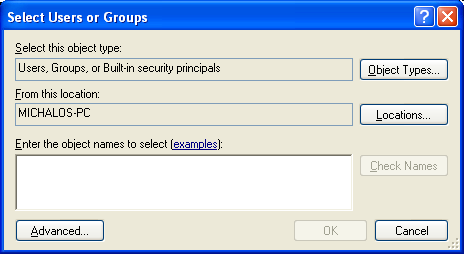 Select Users or Groups
Select this object type:
Users, Groups, or Built-in security principals
Object Types...
From this location:
MICHALOS-PC
Locations...
Enter the object names to select (examples):
Check Names
Advanced...
OK
Cancel